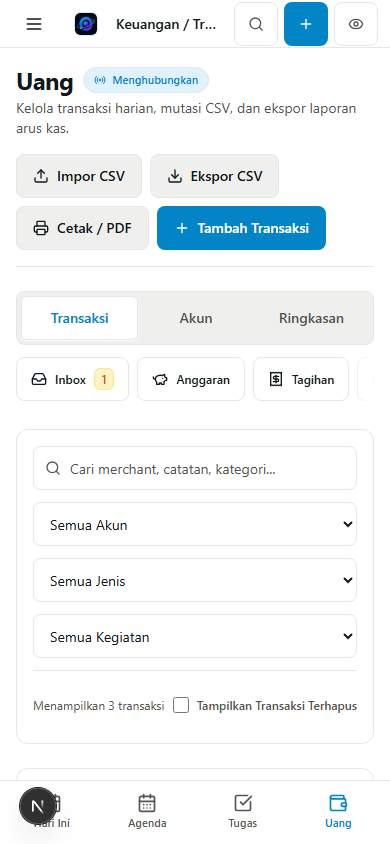 Keuangan / Tr...
Uang
Menghubungkan
Kelola transaksi harian, mutasi CSV, dan ekspor laporan
arus kas.
Impor CSV
Ekspor CSV
Cetak / PDF
Tambah Transaksi
Transaksi
Akun
Ringkasan
Inbox 1
Anggaran
Tagihan
Cari merchant, catatan, kategori...
Semua Akun
Semua Jenis
Semua Kegiatan
Menampilkan 3 transaksi
Tampilkan Transaksi Terhapus
N
Hari Ini
Agenda
Tugas
Uang